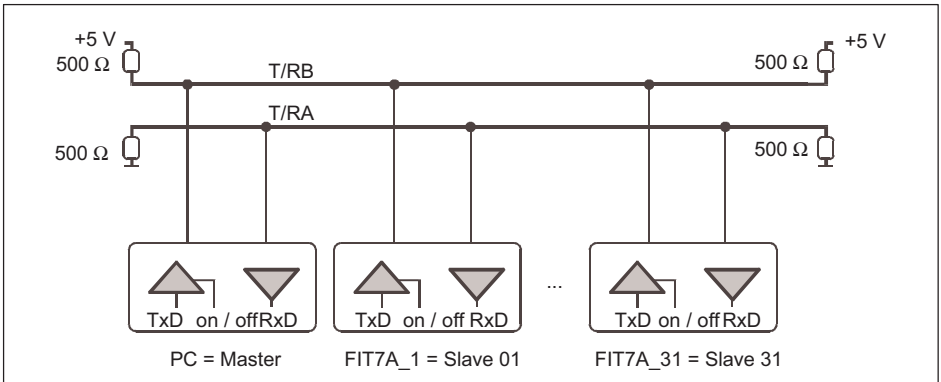 +5 V
500 Ω
T/RB
+5 V
500 Ω
T/RA
500 Ω
500 Ω
TxD on / off RxD
TxD on / off RxD
...
TxD on / off RxD
PC = Master
FIT7A_1 = Slave 01
FIT7A_31 = Slave 31